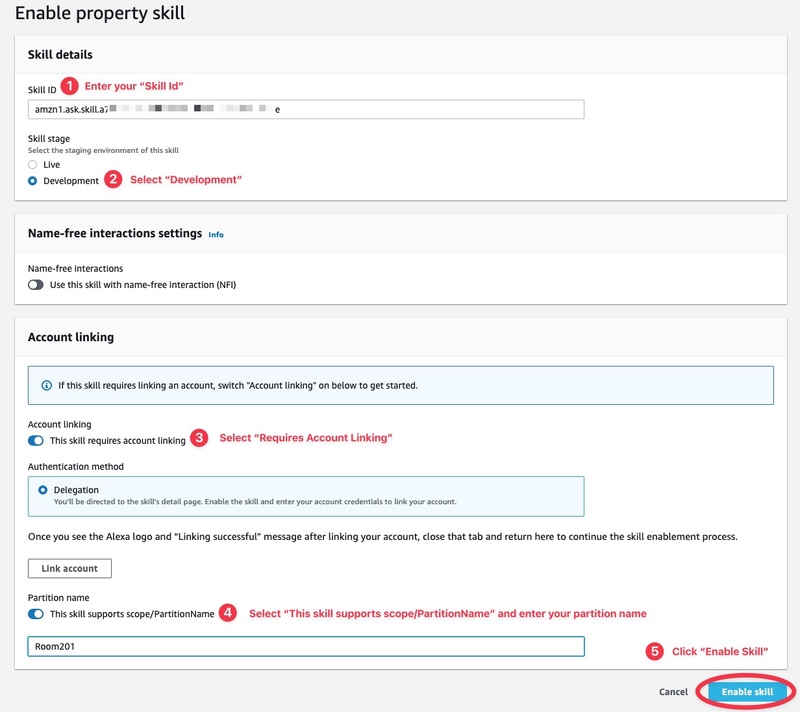 Enable property skill
Skill details
Skill ID 1 Enter your “Skill Id”
amzn1.ask.skill.a7 e
Skill stage
Select the staging environment of this skill
Live
Development 2 Select “Development”
Name-free interactions settings Info
Name-free interactions
Use this skill with name-free interaction (NFI)
Account linking
If this skill requires linking an account, switch "Account linking" on below to get started.
Account linking
This skill requires account linking 3 Select “Requires Account Linking”
Authentication method
Delegation
You'll be directed to the skill's detail page. Enable the skill and enter your account credentials to link your account.
Once you see the Alexa logo and “Linking successful” message after linking your account, close that tab and return here to continue the skill enablement process.
Link account
Partition name
This skill supports scope/PartitionName 4 Select “This skill supports scope/PartitionName” and enter your partition name
Room201
5 Click “Enable Skill”
Cancel Enable skill